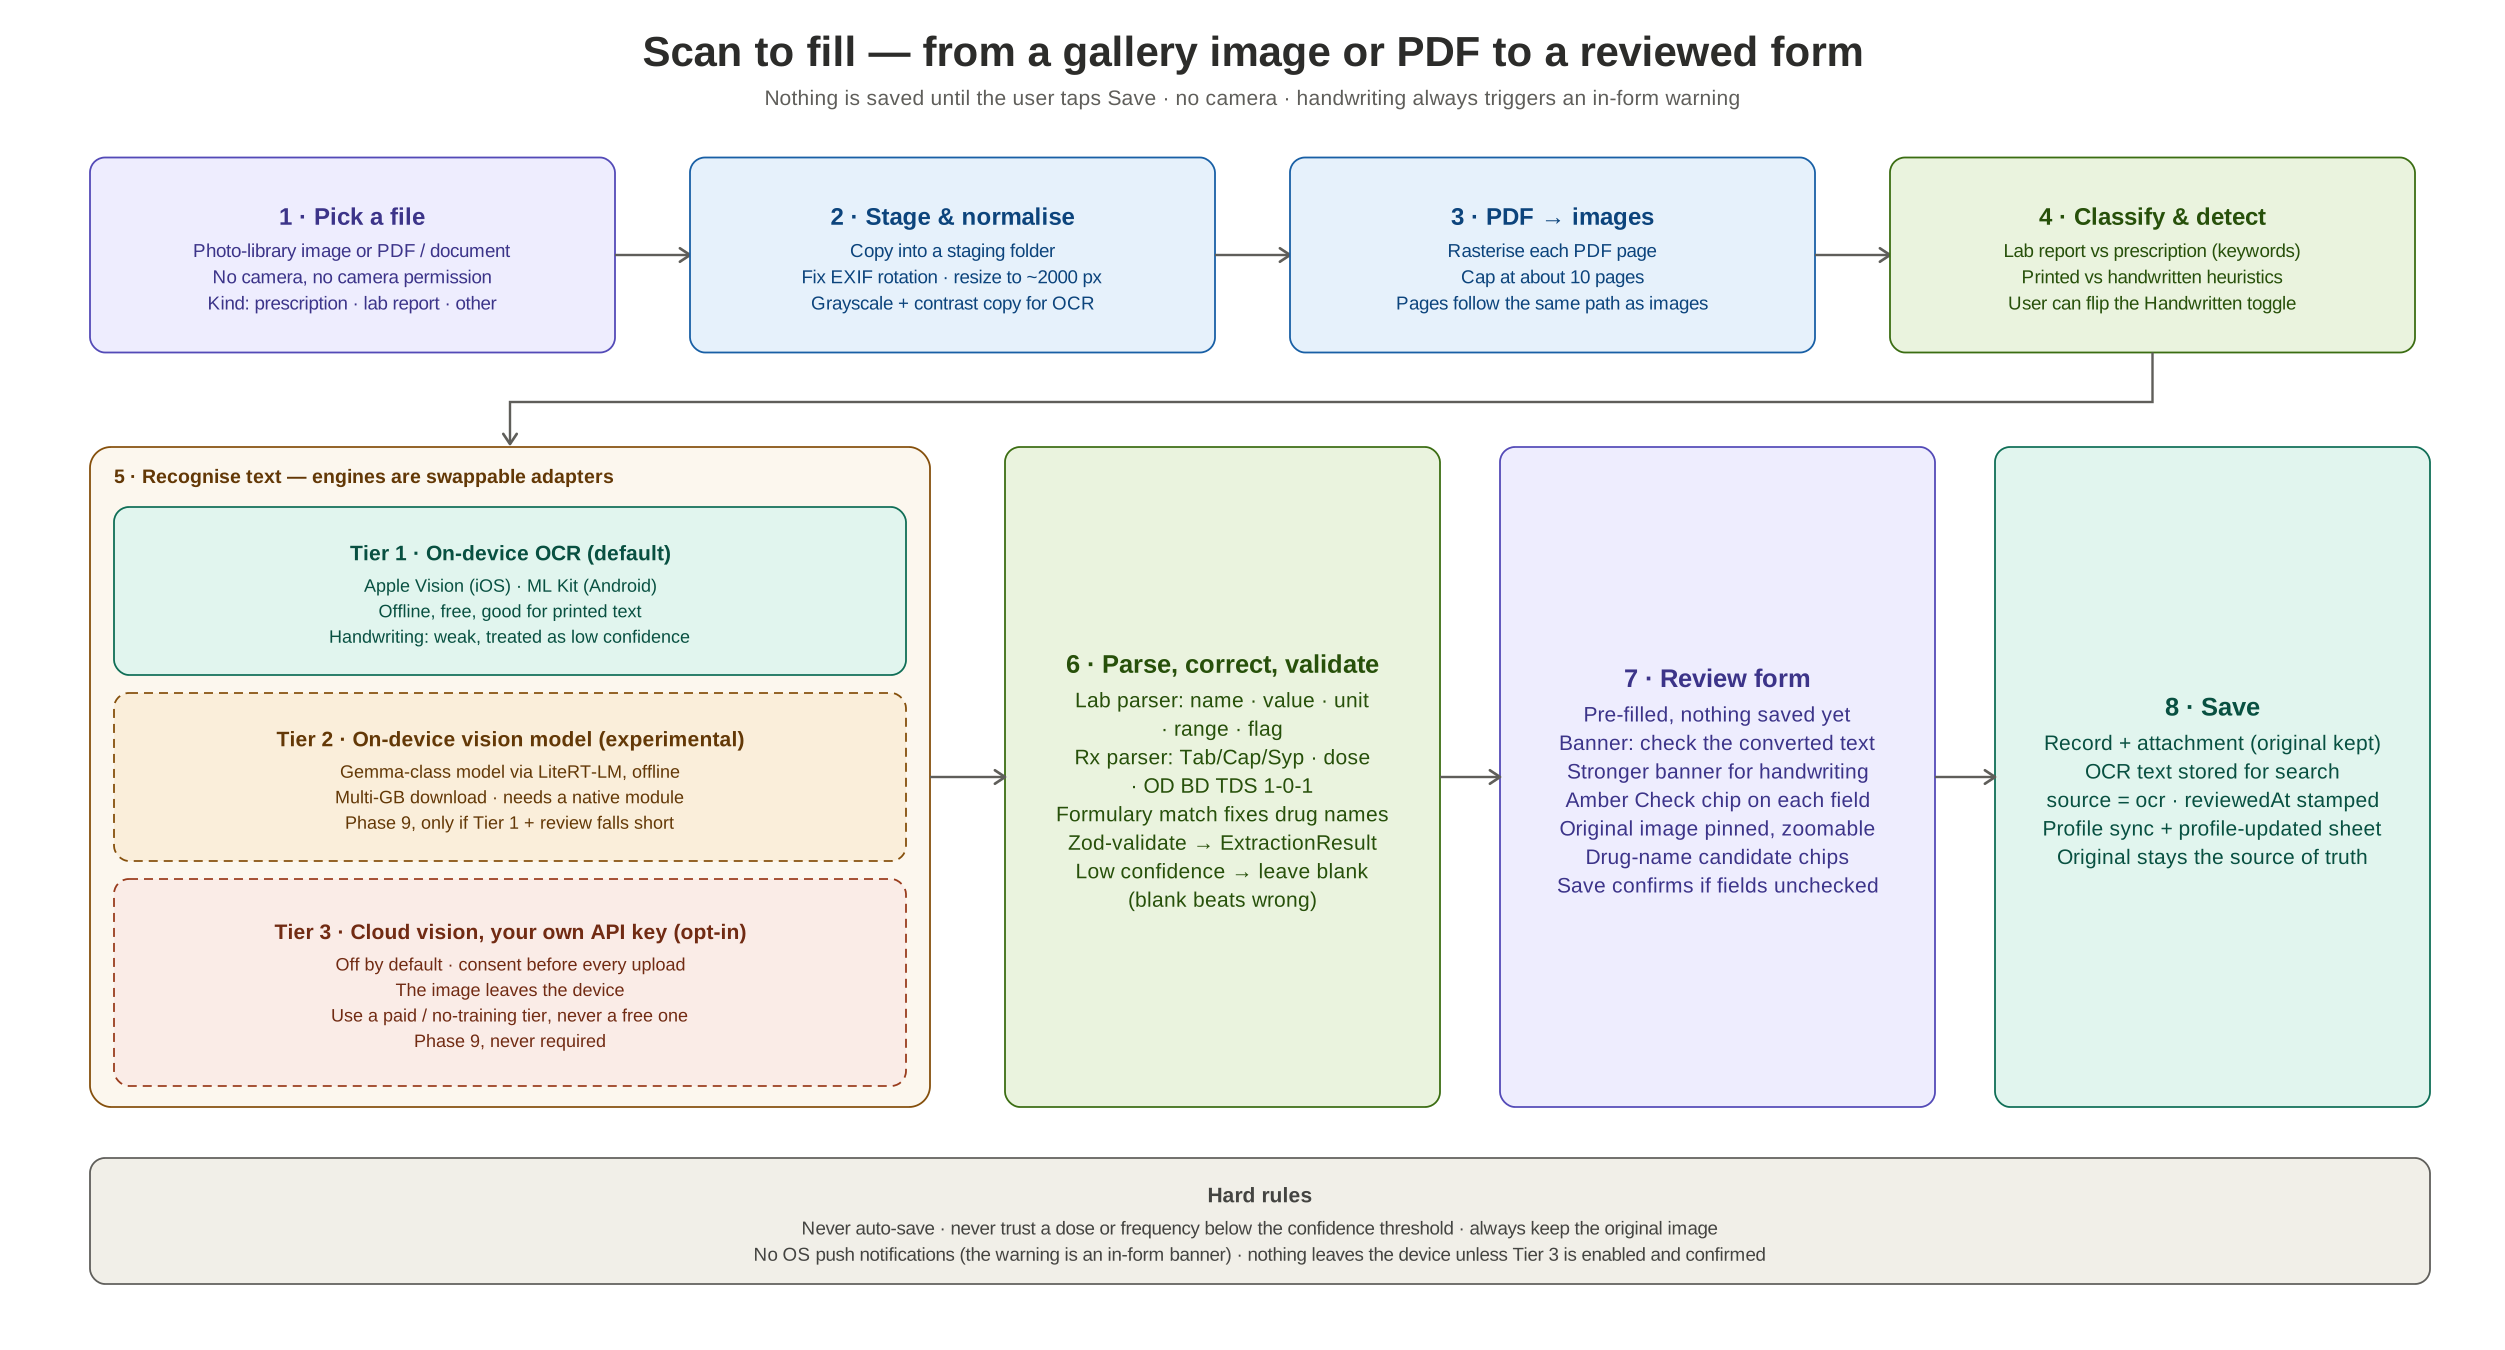 Scan to fill — from a gallery image or PDF to a reviewed form
Nothing is saved until the user taps Save · no camera · handwriting always triggers an in-form warning
1 · Pick a file
Photo-library image or PDF / document
No camera, no camera permission
Kind: prescription · lab report · other
2 · Stage & normalise
Copy into a staging folder
Fix EXIF rotation · resize to ~2000 px
Grayscale + contrast copy for OCR
3 · PDF → images
Rasterise each PDF page
Cap at about 10 pages
Pages follow the same path as images
4 · Classify & detect
Lab report vs prescription (keywords)
Printed vs handwritten heuristics
User can flip the Handwritten toggle
5 · Recognise text — engines are swappable adapters
Tier 1 · On-device OCR (default)
Apple Vision (iOS) · ML Kit (Android)
Offline, free, good for printed text
Handwriting: weak, treated as low confidence
Tier 2 · On-device vision model (experimental)
Gemma-class model via LiteRT-LM, offline
Multi-GB download · needs a native module
Phase 9, only if Tier 1 + review falls short
Tier 3 · Cloud vision, your own API key (opt-in)
Off by default · consent before every upload
The image leaves the device
Use a paid / no-training tier, never a free one
Phase 9, never required
6 · Parse, correct, validate
Lab parser: name · value · unit
· range · flag
Rx parser: Tab/Cap/Syp · dose
· OD BD TDS 1-0-1
Formulary match fixes drug names
Zod-validate → ExtractionResult
Low confidence → leave blank
(blank beats wrong)
7 · Review form
Pre-filled, nothing saved yet
Banner: check the converted text
Stronger banner for handwriting
Amber Check chip on each field
Original image pinned, zoomable
Drug-name candidate chips
Save confirms if fields unchecked
8 · Save
Record + attachment (original kept)
OCR text stored for search
source = ocr · reviewedAt stamped
Profile sync + profile-updated sheet
Original stays the source of truth
Hard rules
Never auto-save · never trust a dose or frequency below the confidence threshold · always keep the original image
No OS push notifications (the warning is an in-form banner) · nothing leaves the device unless Tier 3 is enabled and confirmed